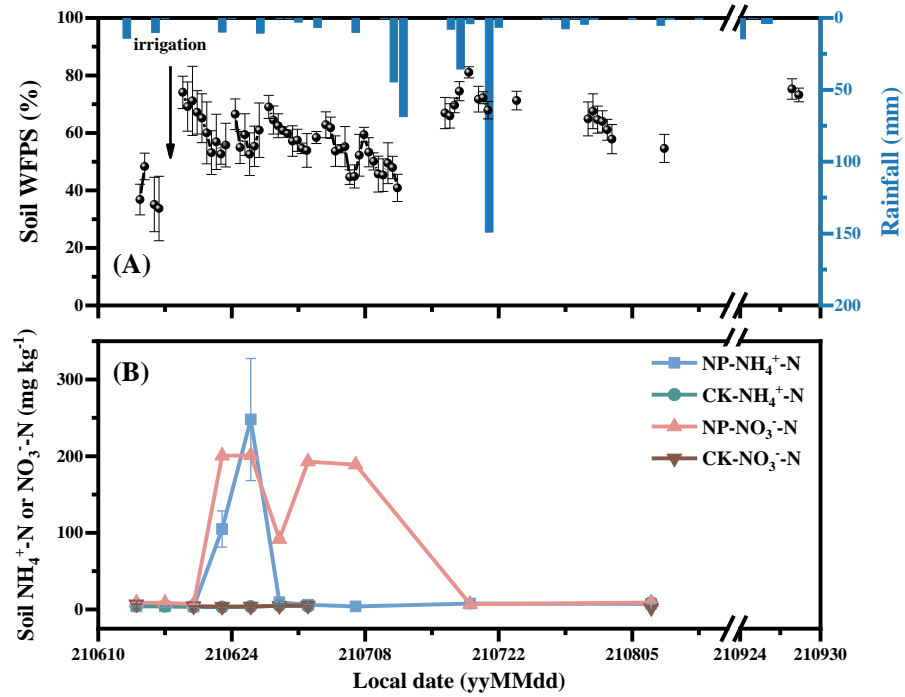 100
80
60
40
20
0
Soil WFPS (%)
irrigation
(A)
0
50
100
150
200
Rainfall (mm)
300
200
100
0
Soil NH₄⁺-N or NO₃⁻-N (mg kg⁻¹)
(B)
NP-NH₄⁺-N
CK-NH₄⁺-N
NP-NO₃⁻-N
CK-NO₃⁻-N
210610 210624 210708 210722 210805 210924 210930
Local date (yyMMdd)